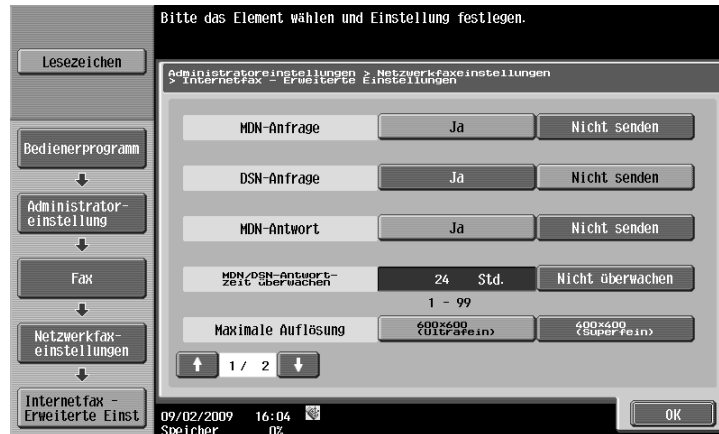 Bitte das Element wählen und Einstellung festlegen.
Lesezeichen
Administratoreinstellungen > Netzwerkfaxeinstellungen
> Internetfax - Erweiterte Einstellungen
MDN-Anfrage Ja Nicht senden
Bedienerprogramm
DSN-Anfrage Ja Nicht senden
Administrator-
einstellung
MDN-Antwort Ja Nicht senden
Fax
MDN/DSN-Antwort-
zeit überwachen
24 Std. Nicht überwachen
1 - 99
Netzwerkfax-
einstellungen
Maximale Auflösung
600×600
(Ultrafein)
400×400
(Superfein)
1/ 2
Internetfax -
Erweiterte Einst
09/02/2009 16:04
Speicher 0%
OK